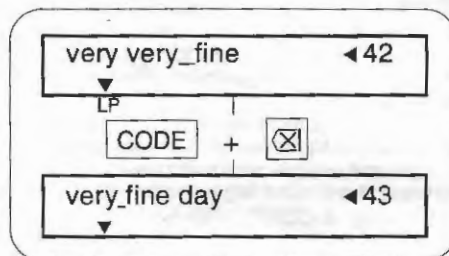 very very_fine ◄42
LP
CODE + ⌫
very_fine day ◄43